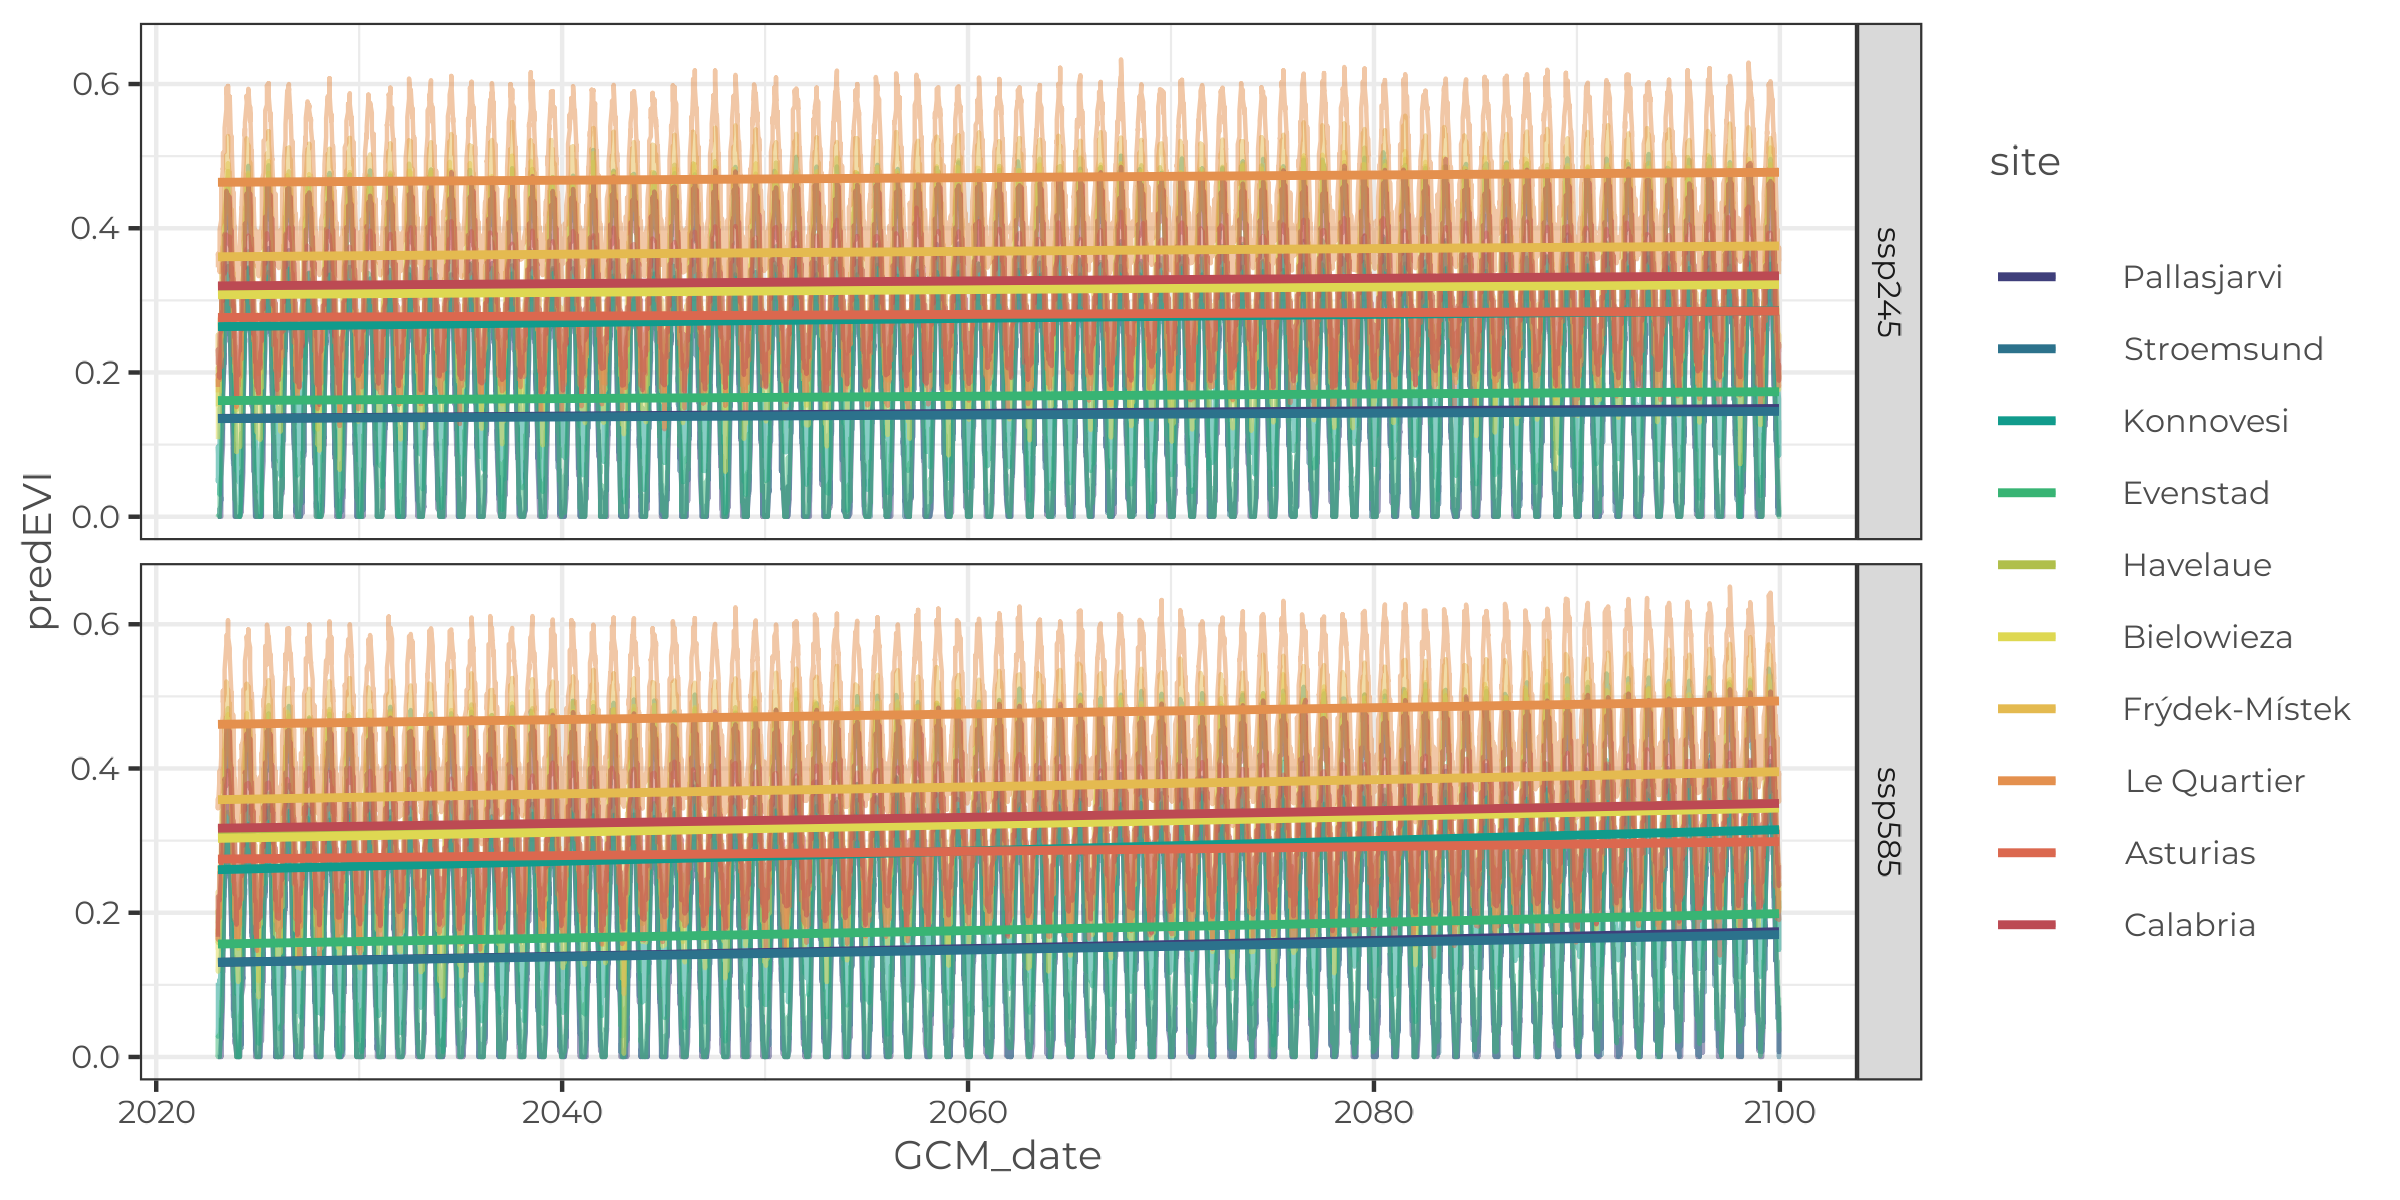 predEVI
0.6
0.4
0.2
0.0
ssp245
0.6
0.4
0.2
0.0
ssp585
2020 2040 2060 2080 2100
GCM_date
site
Pallasjarvi
Stroemsund
Konnovesi
Evenstad
Havelaue
Bielowieza
Frýdek-Místek
Le Quartier
Asturias
Calabria